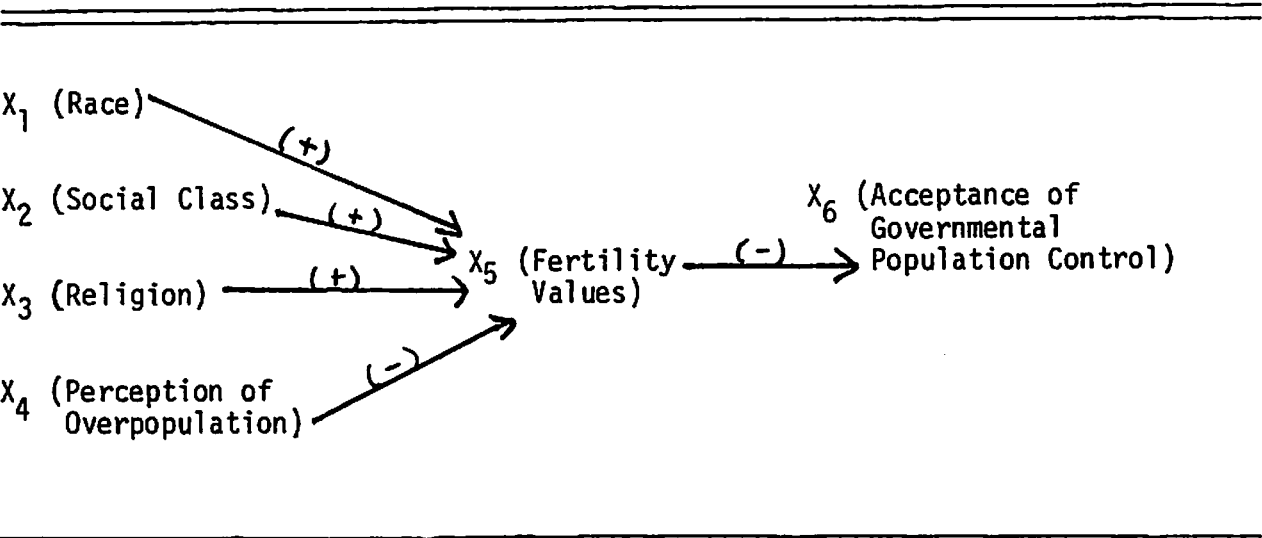 X1 (Race)
(+)
X2 (Social Class)
(+)
X3 (Religion)
(+)
X4 (Perception of
Overpopulation)
(-)
X5 (Fertility
Values)
(-)
X6 (Acceptance of
Governmental
Population Control)